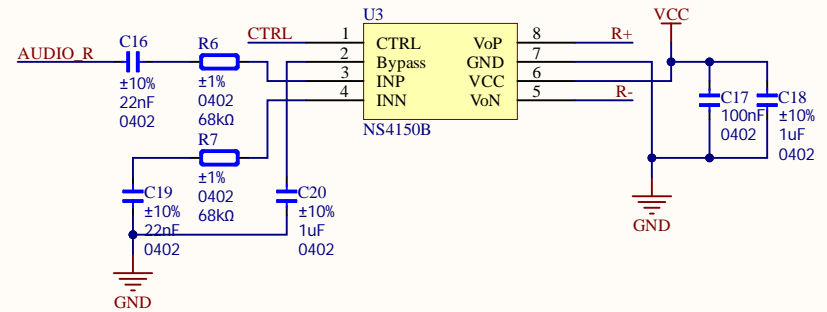 U3
VCC
C16
R6
CTRL
1
CTRL
VoP
8
R+
AUDIO_R
2
Bypass
GND
7
±10%
22nF
0402
±1%
0402
68kΩ
3
INP
VCC
6
4
INN
VoN
5
R-
NS4150B
C17
100nF
0402
C18
±10%
1uF
0402
R7
±1%
0402
68kΩ
C19
±10%
22nF
0402
C20
±10%
1uF
0402
GND
GND